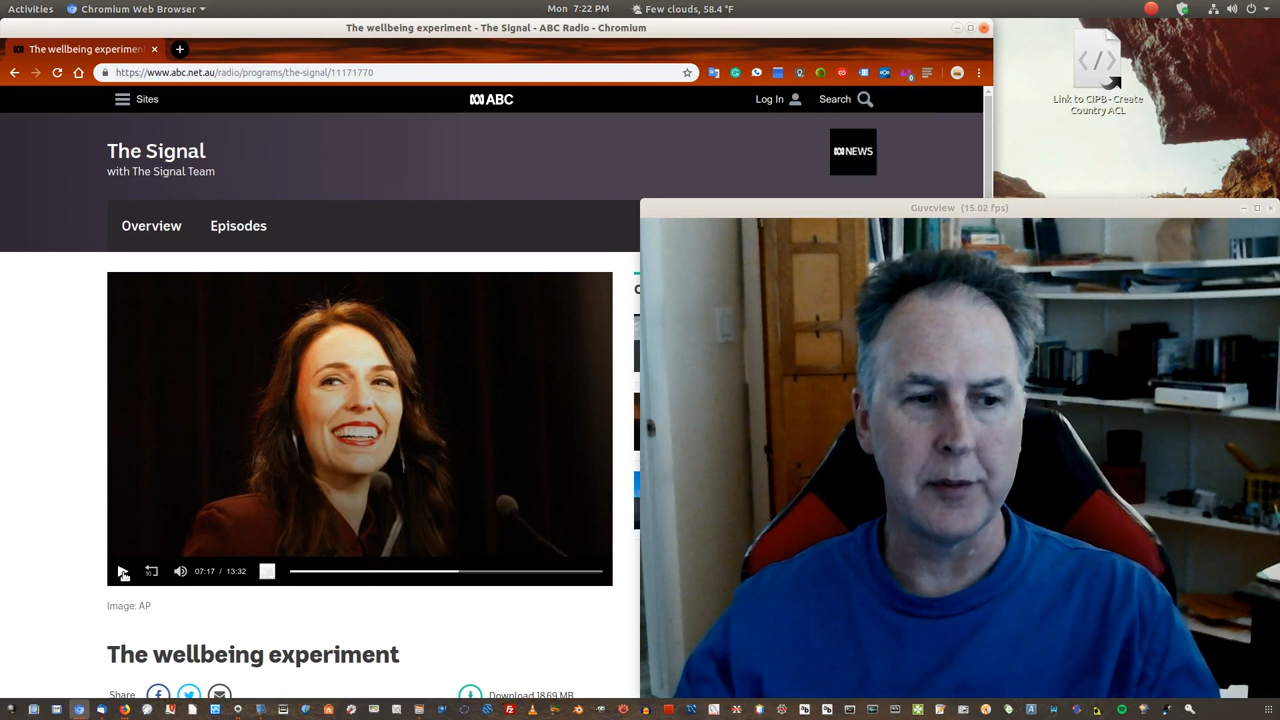 Activities
Chromium Web Browser
Mon 7:22 PM
Few clouds, 58.4 °F
The wellbeing experiment - The Signal - ABC Radio - Chromium
The wellbeing experimen
https://www.abc.net.au/radio/programs/the-signal/11171770
Sites
ABC
Log In
Search
The Signal
with The Signal Team
NEWS
Overview
Episodes
Link to CIPB - Create
Country ACL
Guvcview (15.02 fps)
10
07:17 / 13:32
Image: AP
The wellbeing experiment
Share
Download 18.69 MB